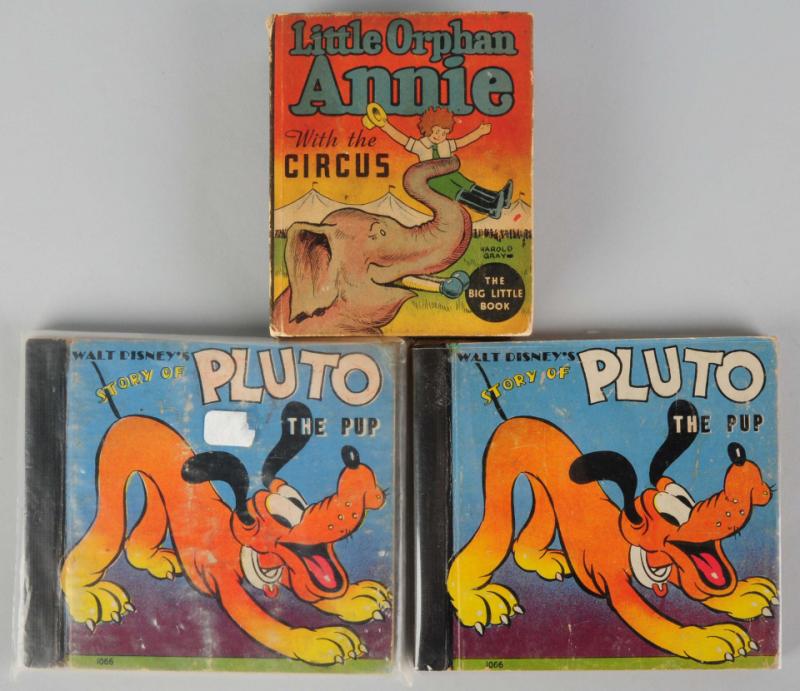 Little Orphan
Annie
With the
CIRCUS
HAROLD
GRAY
THE
BIG LITTLE
BOOK
WALT DISNEY'S
STORY OF
PLUTO
THE PUP
1066
WALT DISNEY'S
STORY OF
PLUTO
THE PUP
1066